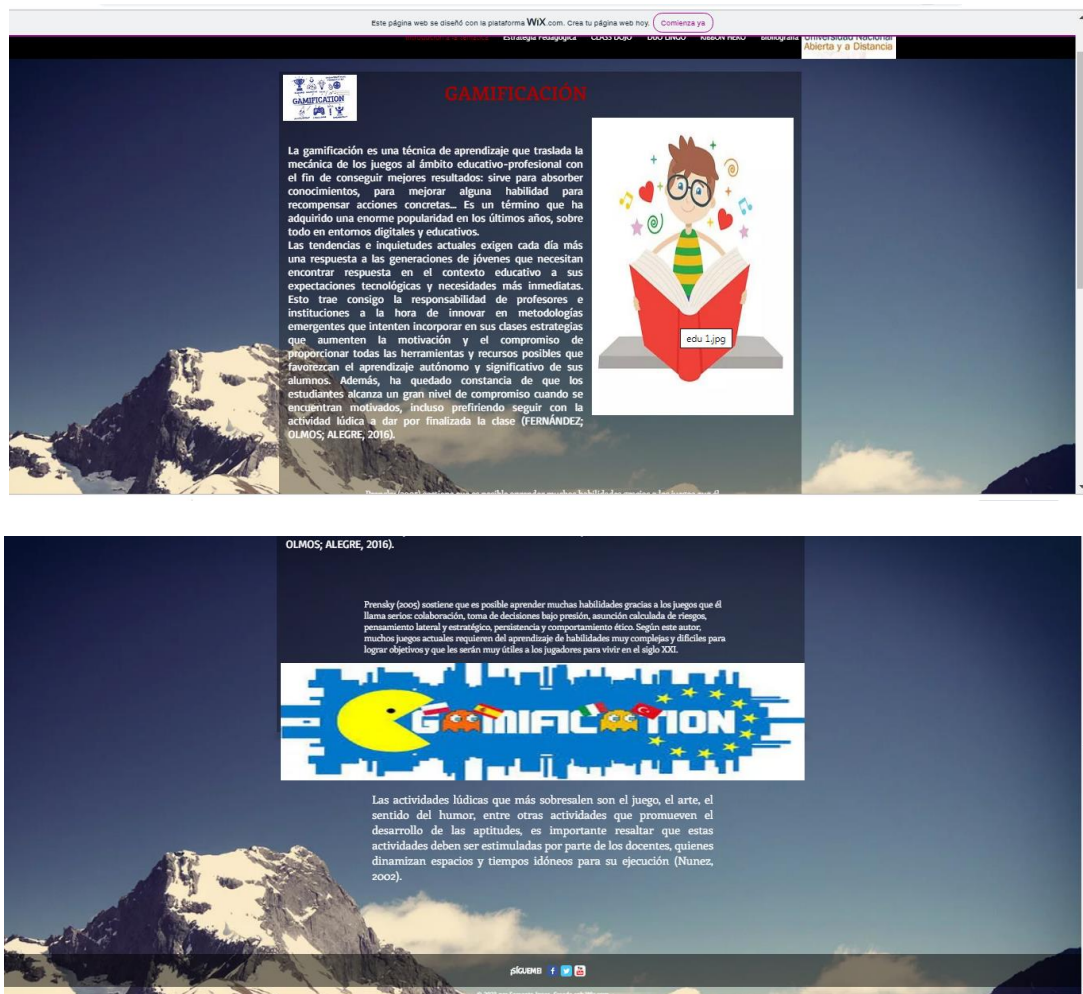 Este página web se diseñó con la plataforma WiX.com. Crea tu página web hoy. Comienza ya
Estrategia Pedagógica CLASS DOJO DUO LINGO RIBBON HERO Bibliografía Universidad Nacional
Abierta y a Distancia
GAMIFICATION
GAMIFICACIÓN
La gamificación es una técnica de aprendizaje que traslada la
mecánica de los juegos al ámbito educativo-profesional con
el fin de conseguir mejores resultados: sirve para absorber
conocimientos, para mejorar alguna habilidad para
recompensar acciones concretas... Es un término que ha
adquirido una enorme popularidad en los últimos años, sobre
todo en entornos digitales y educativos.
Las tendencias e inquietudes actuales exigen cada día más
una respuesta a las generaciones de jóvenes que necesitan
encontrar respuesta en el contexto educativo a sus
expectaciones tecnológicas y necesidades más inmediatas.
Esto trae consigo la responsabilidad de profesores e
instituciones a la hora de innovar en metodologías
emergentes que intenten incorporar en sus clases estrategias
que aumenten la motivación y el compromiso de
proporcionar todas las herramientas y recursos posibles que
favorezcan el aprendizaje autónomo y significativo de sus
alumnos. Además, ha quedado constancia de que los
estudiantes alcanza un gran nivel de compromiso cuando se
encuentran motivados, incluso prefiriendo seguir con la
actividad lúdica a dar por finalizada la clase (FERNÁNDEZ;
OLMOS; ALEGRE, 2016).
edu 1.jpg
Prensky (2005) sostiene que es posible aprender muchas habilidades gracias a los juegos que él
OLMOS; ALEGRE, 2016).
Prensky (2005) sostiene que es posible aprender muchas habilidades gracias a los juegos que él
llama serios: colaboración, toma de decisiones bajo presión, asunción calculada de riesgos,
pensamiento lateral y estratégico, persistencia y comportamiento ético. Según este autor,
muchos juegos actuales requieren del aprendizaje de habilidades muy complejas y difíciles para
lograr objetivos y que les serán muy útiles a los jugadores para vivir en el siglo XXI.
GAMIFICATION
Las actividades lúdicas que más sobresalen son el juego, el arte, el
sentido del humor, entre otras actividades que promueven el
desarrollo de las aptitudes, es importante resaltar que estas
actividades deben ser estimuladas por parte de los docentes, quienes
dinamizan espacios y tiempos idóneos para su ejecución (Nunez,
2002).
SÍGUEME